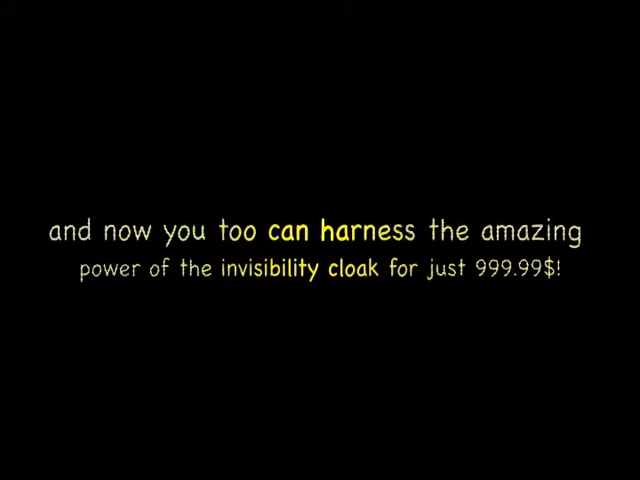 and now you too can harness the amazing
power of the invisibility cloak for just 999.99$!